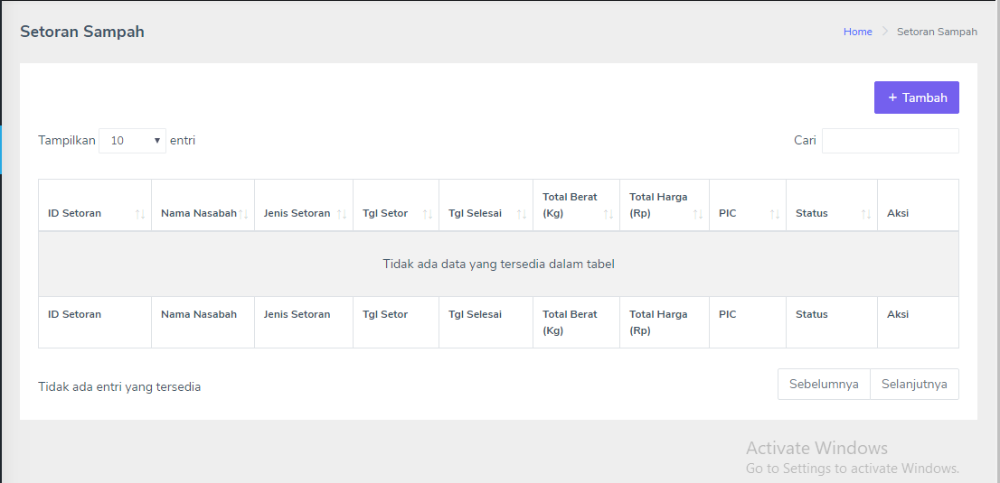 Setoran Sampah
Home Setoran Sampah
+ Tambah
Tampilkan 10 entri
Cari
ID Setoran Nama Nasabah Jenis Setoran Tgl Setor Tgl Selesai Total Berat (Kg) Total Harga (Rp) PIC Status Aksi
Tidak ada data yang tersedia dalam tabel
ID Setoran Nama Nasabah Jenis Setoran Tgl Setor Tgl Selesai Total Berat (Kg) Total Harga (Rp) PIC Status Aksi
Tidak ada entri yang tersedia
Sebelumnya Selanjutnya
Activate Windows
Go to Settings to activate Windows.